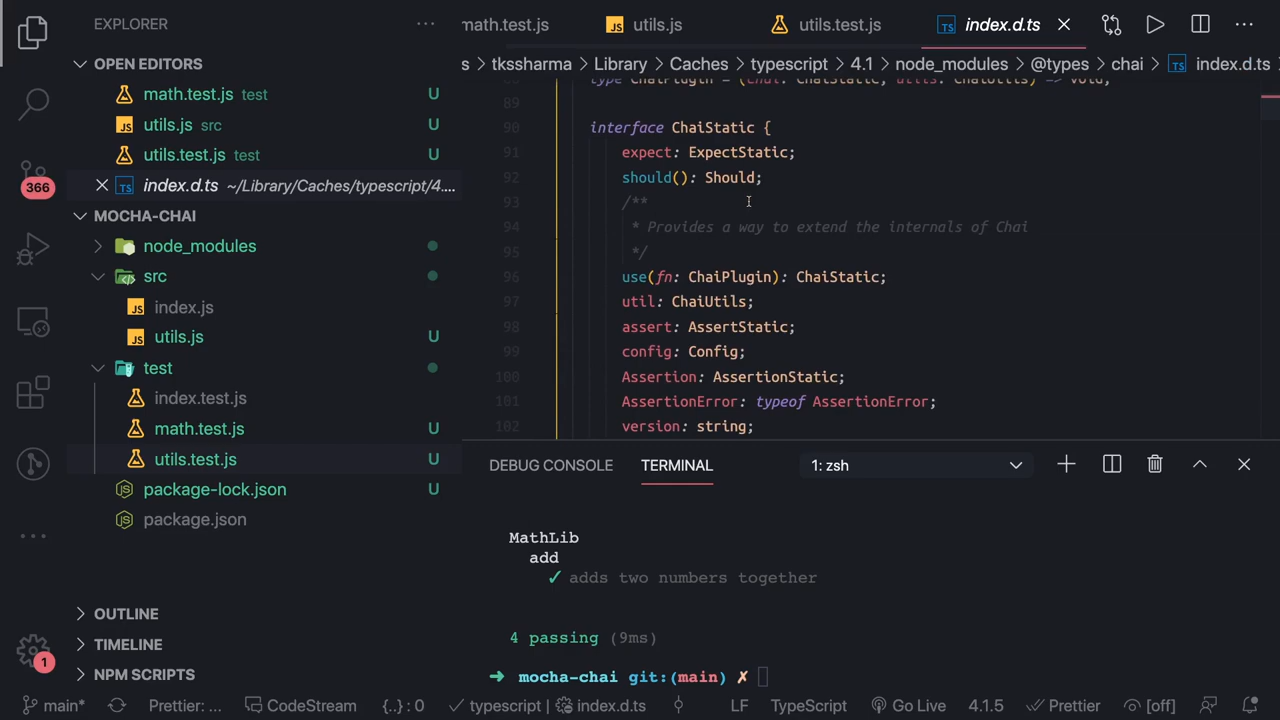 EXPLORER
OPEN EDITORS
math.test.js test U
utils.js src U
utils.test.js test U
index.d.ts ~/Library/Caches/typescript/4....
MOCHA-CHAI
node_modules
src
index.js
utils.js U
test
index.test.js
math.test.js U
utils.test.js U
package-lock.json U
package.json
OUTLINE
TIMELINE
NPM SCRIPTS
366
1
math.test.js utils.js utils.test.js index.d.ts
s > tkssharma > Library > Caches > typescript > 4.1 > node_modules > @types > chai > index.d.ts
type ChaiPlugin = (chai: ChaiStatic, utils: ChaiUtils) => void;
89
90 interface ChaiStatic {
91 expect: ExpectStatic;
92 should(): Should;
93 /**
94 * Provides a way to extend the internals of Chai
95 */
96 use(fn: ChaiPlugin): ChaiStatic;
97 util: ChaiUtils;
98 assert: AssertStatic;
99 config: Config;
100 Assertion: AssertionStatic;
101 AssertionError: typeof AssertionError;
102 version: string;
DEBUG CONSOLE TERMINAL 1: zsh
MathLib
add
✓ adds two numbers together
4 passing (9ms)
→ mocha-chai git:(main) ✗
main* Prettier: ... CodeStream {..} : 0 typescript | index.d.ts LF TypeScript Go Live 4.1.5 Prettier [off]